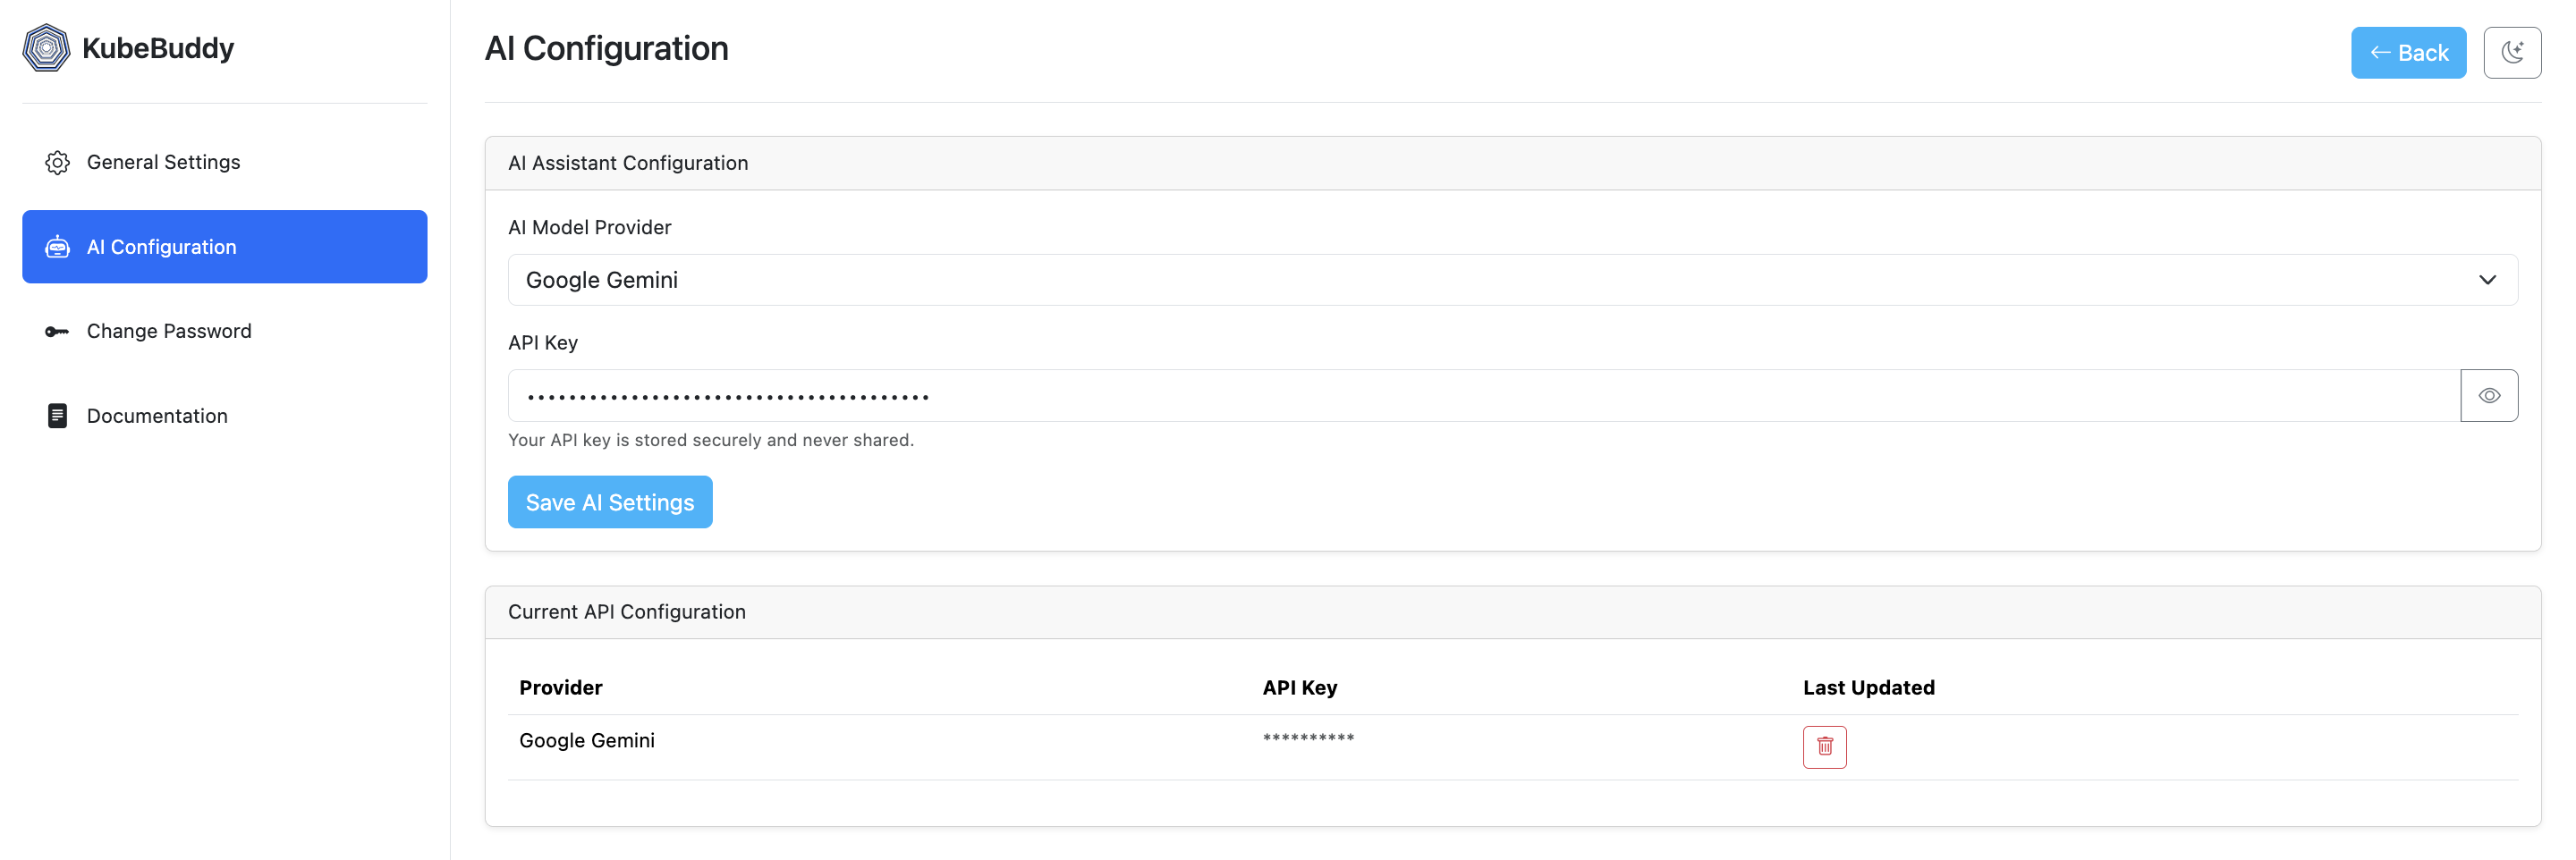 KubeBuddy
General Settings
AI Configuration
Change Password
Documentation
AI Configuration
← Back
AI Assistant Configuration
AI Model Provider
Google Gemini
API Key
•••••••••••••••••••••••••••••••••••••••
Your API key is stored securely and never shared.
Save AI Settings
Current API Configuration
Provider API Key Last Updated
Google Gemini **********